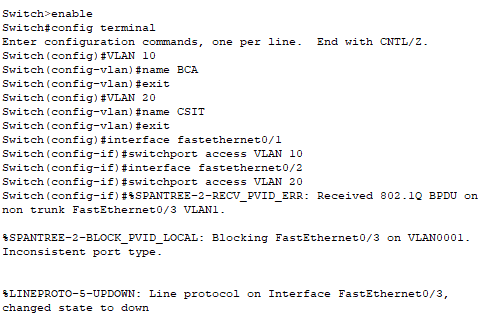 Switch>enable
Switch#config terminal
Enter configuration commands, one per line.  End with CNTL/Z.
Switch(config)#VLAN 10
Switch(config-vlan)#name BCA
Switch(config-vlan)#exit
Switch(config)#VLAN 20
Switch(config-vlan)#name CSIT
Switch(config-vlan)#exit
Switch(config)#interface fastethernet0/1
Switch(config-if)#switchport access VLAN 10
Switch(config-if)#interface fastethernet0/2
Switch(config-if)#switchport access VLAN 20
Switch(config-if)#%SPANTREE-2-RECV_PVID_ERR: Received 802.1Q BPDU on
non trunk FastEthernet0/3 VLAN1.
%SPANTREE-2-BLOCK_PVID_LOCAL: Blocking FastEthernet0/3 on VLAN0001.
Inconsistent port type.
%LINEPROTO-5-UPDOWN: Line protocol on Interface FastEthernet0/3,
changed state to down